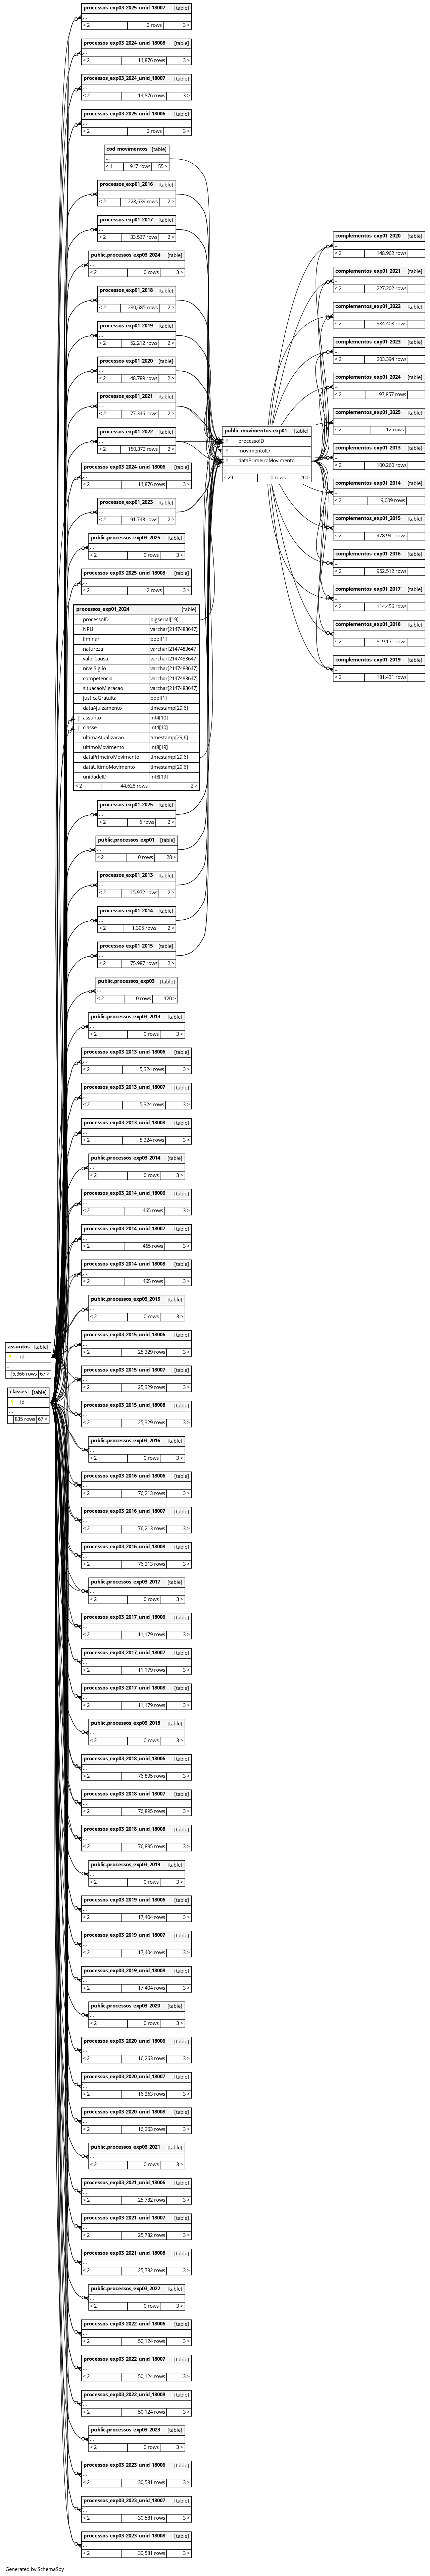 processos_exp03_2025_unid_18007 [table]
...
< 2 2 rows 3 >
processos_exp03_2024_unid_18008 [table]
...
< 2 14,876 rows 3 >
processos_exp03_2024_unid_18007 [table]
...
< 2 14,876 rows 3 >
processos_exp03_2025_unid_18006 [table]
...
< 2 2 rows 3 >
cod_movimentos [table]
...
< 1 917 rows 55 >
processos_exp01_2016 [table]
...
< 2 228,639 rows 2 >
processos_exp01_2017 [table]
...
< 2 33,537 rows 2 >
public.processos_exp03_2024 [table]
...
< 2 0 rows 3 >
processos_exp01_2018 [table]
...
< 2 230,685 rows 2 >
processos_exp01_2019 [table]
...
< 2 52,212 rows 2 >
processos_exp01_2020 [table]
...
< 2 48,789 rows 2 >
processos_exp01_2021 [table]
...
< 2 77,346 rows 2 >
processos_exp01_2022 [table]
...
< 2 150,372 rows 2 >
processos_exp03_2024_unid_18006 [table]
...
< 2 14,876 rows 3 >
processos_exp01_2023 [table]
...
< 2 91,743 rows 2 >
public.processos_exp03_2025 [table]
...
< 2 0 rows 3 >
processos_exp03_2025_unid_18008 [table]
...
< 2 2 rows 3 >
processos_exp01_2024 [table]
processoID bigserial[19]
NPU varchar[2147483647]
liminar bool[1]
natureza varchar[2147483647]
valorCausa varchar[2147483647]
nivelSigilo varchar[2147483647]
competencia varchar[2147483647]
situacaoMigracao varchar[2147483647]
justicaGratuita bool[1]
dataAjuizamento timestamp[29,6]
assunto int4[10]
classe int4[10]
ultimaAtualizacao timestamp[29,6]
ultimoMovimento int8[19]
dataPrimeiroMovimento timestamp[29,6]
dataUltimoMovimento timestamp[29,6]
unidadeID int8[19]
< 2 44,628 rows 2 >
processos_exp01_2025 [table]
...
< 2 6 rows 2 >
public.processos_exp01 [table]
...
< 2 0 rows 28 >
processos_exp01_2013 [table]
...
< 2 15,972 rows 2 >
processos_exp01_2014 [table]
...
< 2 1,395 rows 2 >
processos_exp01_2015 [table]
...
< 2 75,987 rows 2 >
public.processos_exp03 [table]
...
< 2 0 rows 120 >
public.processos_exp03_2013 [table]
...
< 2 0 rows 3 >
processos_exp03_2013_unid_18006 [table]
...
< 2 5,324 rows 3 >
processos_exp03_2013_unid_18007 [table]
...
< 2 5,324 rows 3 >
processos_exp03_2013_unid_18008 [table]
...
< 2 5,324 rows 3 >
public.processos_exp03_2014 [table]
...
< 2 0 rows 3 >
processos_exp03_2014_unid_18006 [table]
...
< 2 465 rows 3 >
processos_exp03_2014_unid_18007 [table]
...
< 2 465 rows 3 >
processos_exp03_2014_unid_18008 [table]
...
< 2 465 rows 3 >
public.processos_exp03_2015 [table]
...
< 2 0 rows 3 >
processos_exp03_2015_unid_18006 [table]
...
< 2 25,329 rows 3 >
processos_exp03_2015_unid_18007 [table]
...
< 2 25,329 rows 3 >
processos_exp03_2015_unid_18008 [table]
...
< 2 25,329 rows 3 >
public.processos_exp03_2016 [table]
...
< 2 0 rows 3 >
processos_exp03_2016_unid_18006 [table]
...
< 2 76,213 rows 3 >
processos_exp03_2016_unid_18007 [table]
...
< 2 76,213 rows 3 >
processos_exp03_2016_unid_18008 [table]
...
< 2 76,213 rows 3 >
public.processos_exp03_2017 [table]
...
< 2 0 rows 3 >
processos_exp03_2017_unid_18006 [table]
...
< 2 11,179 rows 3 >
processos_exp03_2017_unid_18007 [table]
...
< 2 11,179 rows 3 >
processos_exp03_2017_unid_18008 [table]
...
< 2 11,179 rows 3 >
public.processos_exp03_2018 [table]
...
< 2 0 rows 3 >
processos_exp03_2018_unid_18006 [table]
...
< 2 76,895 rows 3 >
processos_exp03_2018_unid_18007 [table]
...
< 2 76,895 rows 3 >
processos_exp03_2018_unid_18008 [table]
...
< 2 76,895 rows 3 >
public.processos_exp03_2019 [table]
...
< 2 0 rows 3 >
processos_exp03_2019_unid_18006 [table]
...
< 2 17,404 rows 3 >
processos_exp03_2019_unid_18007 [table]
...
< 2 17,404 rows 3 >
processos_exp03_2019_unid_18008 [table]
...
< 2 17,404 rows 3 >
public.processos_exp03_2020 [table]
...
< 2 0 rows 3 >
processos_exp03_2020_unid_18006 [table]
...
< 2 16,263 rows 3 >
processos_exp03_2020_unid_18007 [table]
...
< 2 16,263 rows 3 >
processos_exp03_2020_unid_18008 [table]
...
< 2 16,263 rows 3 >
public.processos_exp03_2021 [table]
...
< 2 0 rows 3 >
processos_exp03_2021_unid_18006 [table]
...
< 2 25,782 rows 3 >
processos_exp03_2021_unid_18007 [table]
...
< 2 25,782 rows 3 >
processos_exp03_2021_unid_18008 [table]
...
< 2 25,782 rows 3 >
public.processos_exp03_2022 [table]
...
< 2 0 rows 3 >
processos_exp03_2022_unid_18006 [table]
...
< 2 50,124 rows 3 >
processos_exp03_2022_unid_18007 [table]
...
< 2 50,124 rows 3 >
processos_exp03_2022_unid_18008 [table]
...
< 2 50,124 rows 3 >
public.processos_exp03_2023 [table]
...
< 2 0 rows 3 >
processos_exp03_2023_unid_18006 [table]
...
< 2 30,581 rows 3 >
processos_exp03_2023_unid_18007 [table]
...
< 2 30,581 rows 3 >
processos_exp03_2023_unid_18008 [table]
...
< 2 30,581 rows 3 >
assuntos [table]
id
...
5,366 rows 67 >
classes [table]
id
...
835 rows 67 >
public.movimentos_exp01 [table]
processoID
movimentoID
dataPrimeiroMovimento
...
< 29 0 rows 26 >
complementos_exp01_2020 [table]
...
< 2 148,962 rows
complementos_exp01_2021 [table]
...
< 2 227,202 rows
complementos_exp01_2022 [table]
...
< 2 384,408 rows
complementos_exp01_2023 [table]
...
< 2 203,394 rows
complementos_exp01_2024 [table]
...
< 2 97,857 rows
complementos_exp01_2025 [table]
...
< 2 12 rows
complementos_exp01_2013 [table]
...
< 2 100,260 rows
complementos_exp01_2014 [table]
...
< 2 9,009 rows
complementos_exp01_2015 [table]
...
< 2 478,941 rows
complementos_exp01_2016 [table]
...
< 2 952,512 rows
complementos_exp01_2017 [table]
...
< 2 114,456 rows
complementos_exp01_2018 [table]
...
< 2 819,171 rows
complementos_exp01_2019 [table]
...
< 2 181,431 rows
Generated by SchemaSpy